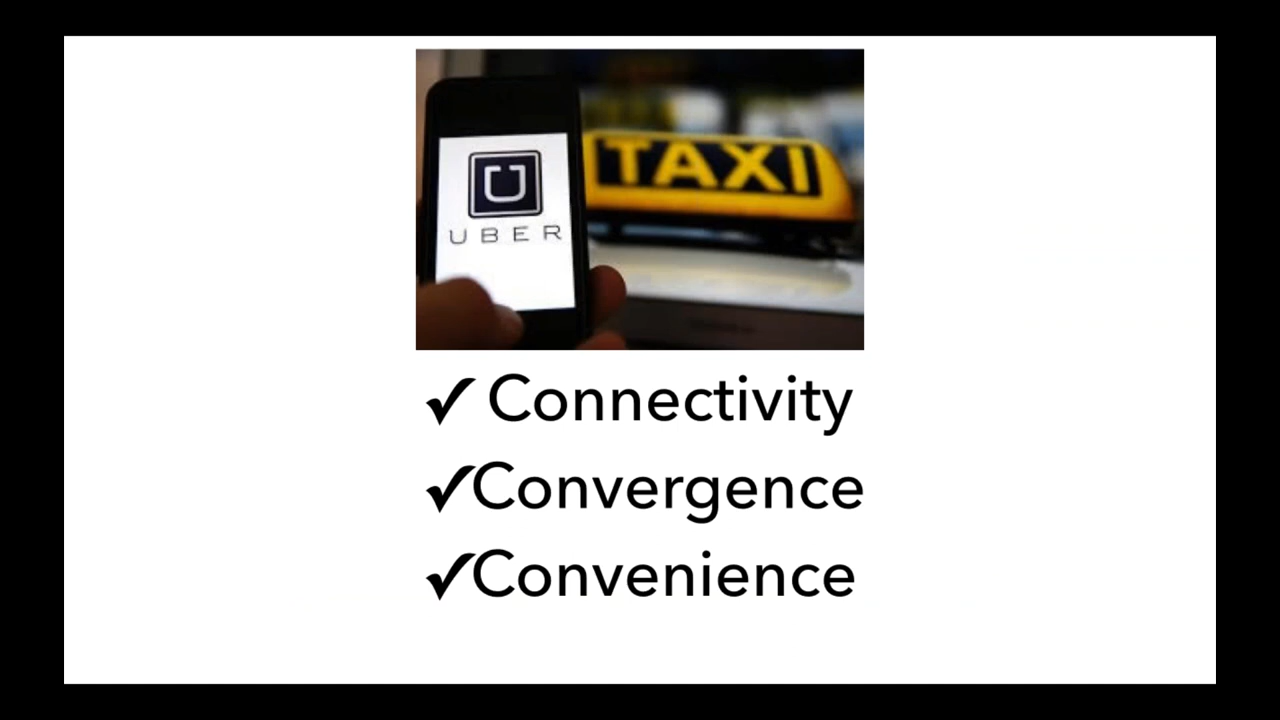 U
UBER
TAXI
✓ Connectivity
✓Convergence
✓Convenience